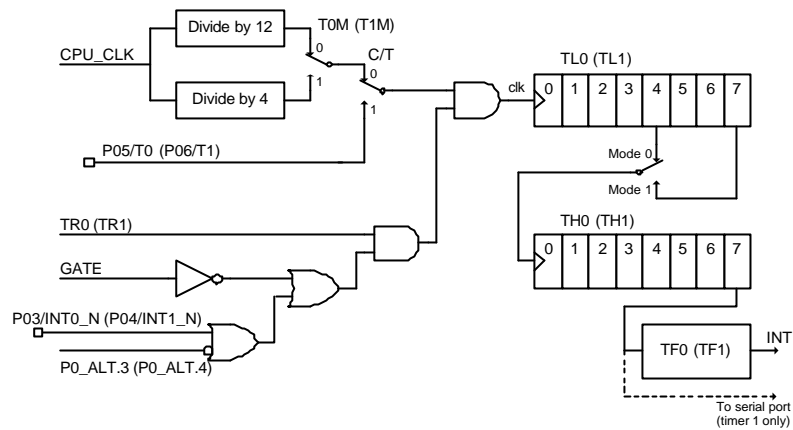 Divide by 12
T0M (T1M)
CPU_CLK
0
C/T
1
0
Divide by 4
1
P05/T0 (P06/T1)
clk
TL0 (TL1)
0 1 2 3 4 5 6 7
Mode 0
Mode 1
TR0 (TR1)
TH0 (TH1)
0 1 2 3 4 5 6 7
GATE
P03/INT0_N (P04/INT1_N)
P0_ALT.3 (P0_ALT.4)
TF0 (TF1)
INT
To serial port
(timer 1 only)